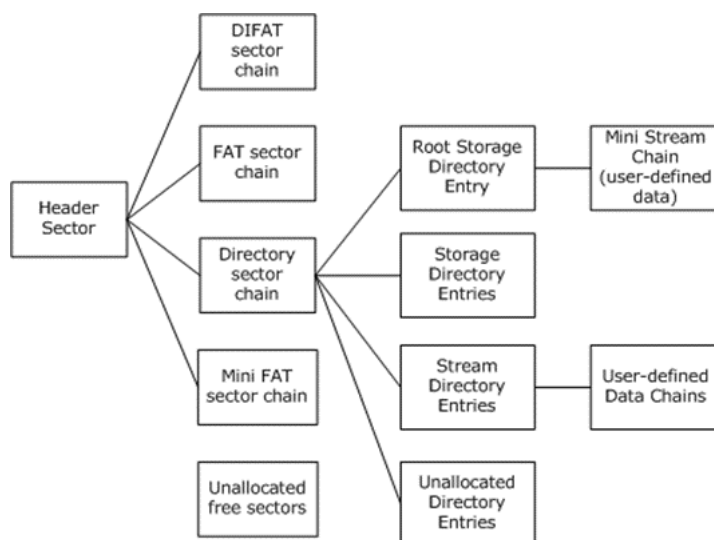 Header
Sector
DIFAT
sector
chain
FAT sector
chain
Directory
sector
chain
Mini FAT
sector chain
Unallocated
free sectors
Root Storage
Directory
Entry
Storage
Directory
Entries
Stream
Directory
Entries
Unallocated
Directory
Entries
Mini Stream
Chain
(user-defined
data)
User-defined
Data Chains